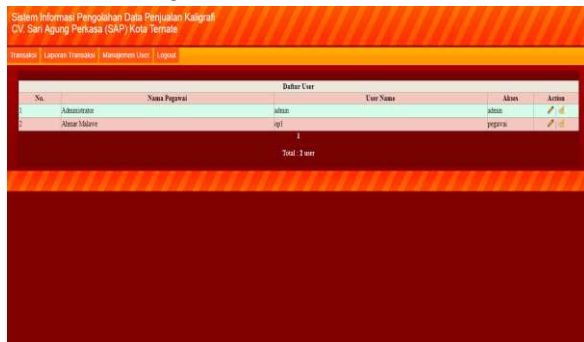 Sistem Informasi Pengolahan Data Penjualan Kaligrafi
CV. Sari Agung Perkasa (SAP) Kota Ternate
Transaksi Laporan Transaksi Manajemen User Logout
Daftar User
No. Nama Pegawai User Name Akses Action
1 Administrator admin admin
2 Ahmar Malawe op1 pegawai
1
Total : 2 user